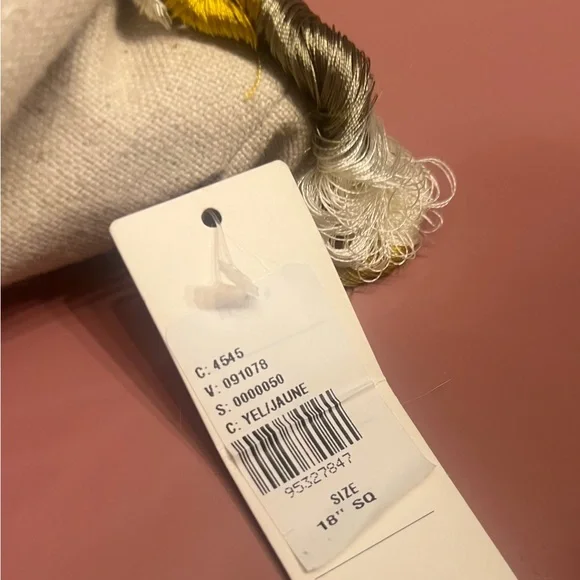 C: 4545
V: 091078
S: 0000050
C: YEL/JAUNE
95327847
SIZE
18" SQ